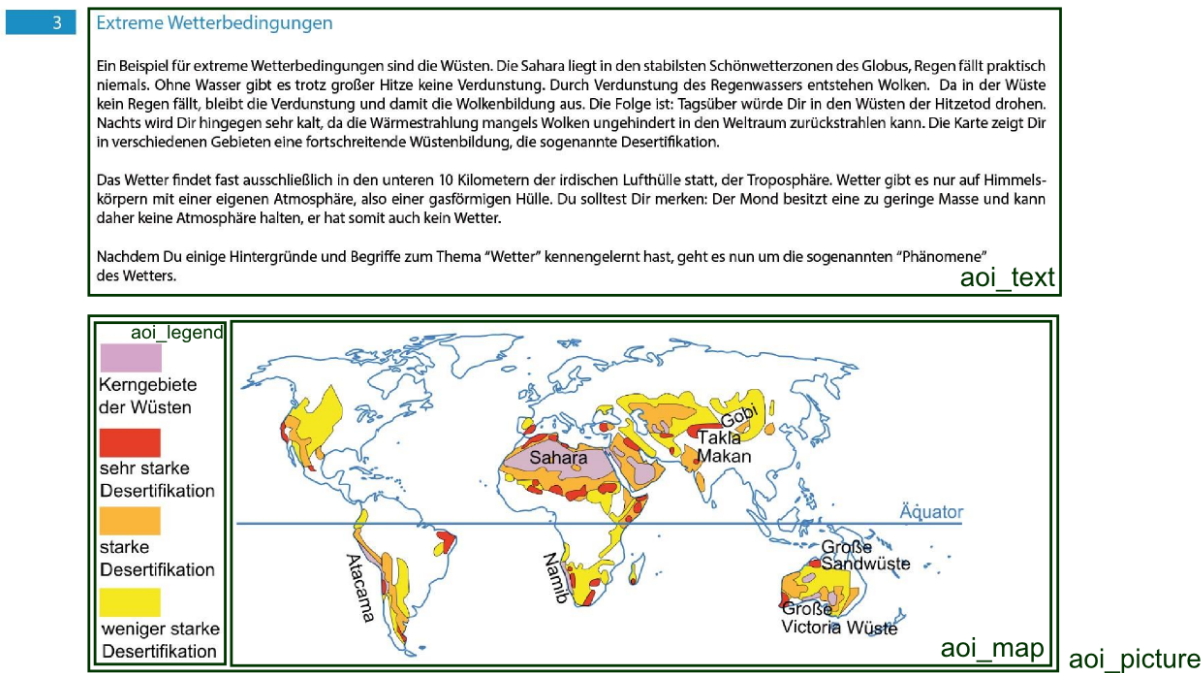 3
Extreme Wetterbedingungen
Ein Beispiel für extreme Wetterbedingungen sind die Wüsten. Die Sahara liegt in den stabilsten Schönwetterzonen des Globus, Regen fällt praktisch
niemals. Ohne Wasser gibt es trotz großer Hitze keine Verdunstung. Durch Verdunstung des Regenwassers entstehen Wolken. Da in der Wüste
kein Regen fällt, bleibt die Verdunstung und damit die Wolkenbildung aus. Die Folge ist: Tagsüber würde Dir in den Wüsten der Hitzetod drohen.
Nachts wird Dir hingegen sehr kalt, da die Wärmestrahlung mangels Wolken ungehindert in den Weltraum zurückstrahlen kann. Die Karte zeigt Dir
in verschiedenen Gebieten eine fortschreitende Wüstenbildung, die sogenannte Desertifikation.
Das Wetter findet fast ausschließlich in den unteren 10 Kilometern der irdischen Lufthülle statt, der Troposphäre. Wetter gibt es nur auf Himmels-
körpern mit einer eigenen Atmosphäre, also einer gasförmigen Hülle. Du solltest Dir merken: Der Mond besitzt eine zu geringe Masse und kann
daher keine Atmosphäre halten, er hat somit auch kein Wetter.
Nachdem Du einige Hintergründe und Begriffe zum Thema “Wetter” kennengelernt hast, geht es nun um die sogenannten “Phänomene”
des Wetters.
aoi_text
aoi_legend
Kerngebiete
der Wüsten
sehr starke
Desertifikation
starke
Desertifikation
weniger starke
Desertifikation
Gobi
Takla
Makan
Sahara
Äquator
Atacama
Namib
Große
Sandwüste
Große
Victoria Wüste
aoi_map
aoi_picture